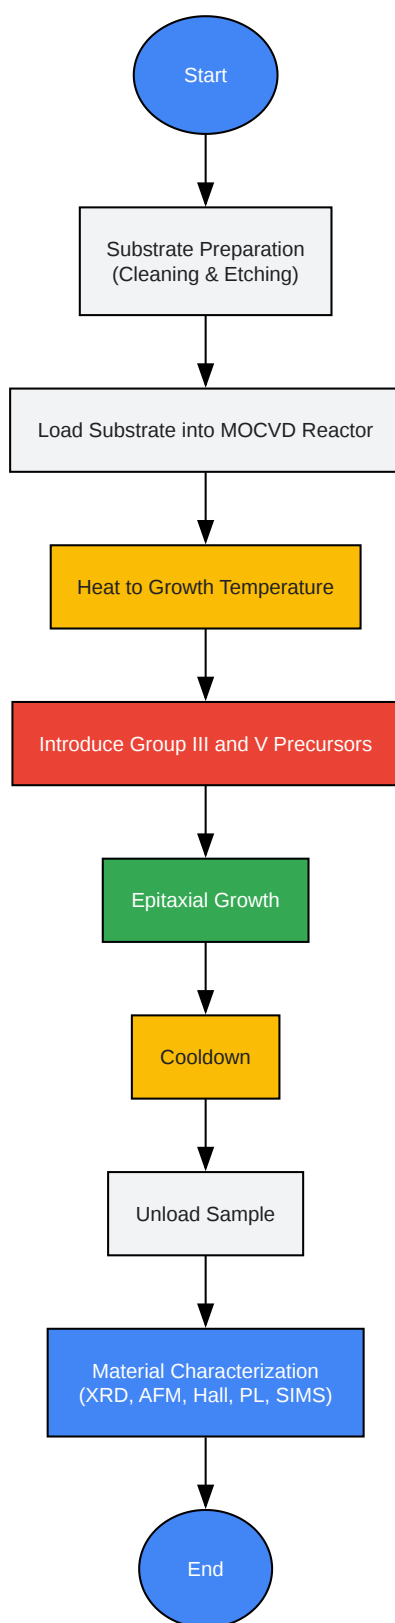 Start
Substrate Preparation
(Cleaning & Etching)
Load Substrate into MOCVD Reactor
Heat to Growth Temperature
Introduce Group III and V Precursors
Epitaxial Growth
Cooldown
Unload Sample
Material Characterization
(XRD, AFM, Hall, PL, SIMS)
End